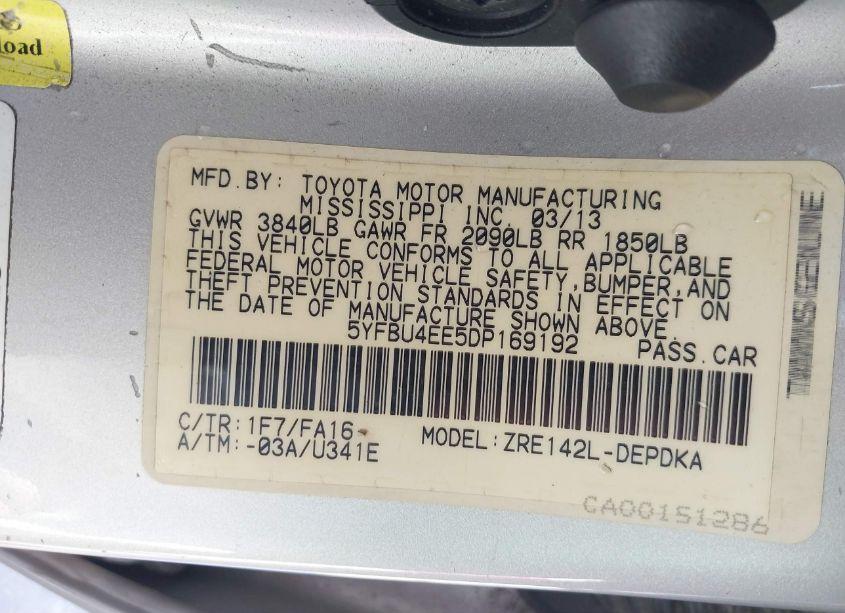 load
MFD.BY: TOYOTA MOTOR MANUFACTURING
MISSISSIPPI INC. 03/13
GVWR 3840LB GAWR FR 2090LB RR 1850LB
THIS VEHICLE CONFORMS TO ALL APPLICABLE
FEDERAL MOTOR VEHICLE SAFETY,BUMPER,AND
THEFT PREVENTION STANDARDS IN EFFECT ON
THE DATE OF MANUFACTURE SHOWN ABOVE.
5YFBU4EE5DP169192 PASS.CAR
C/TR:1F7/FA16
A/TM:-03A/U341E
MODEL:ZRE142L-DEPDKA
CA00151286